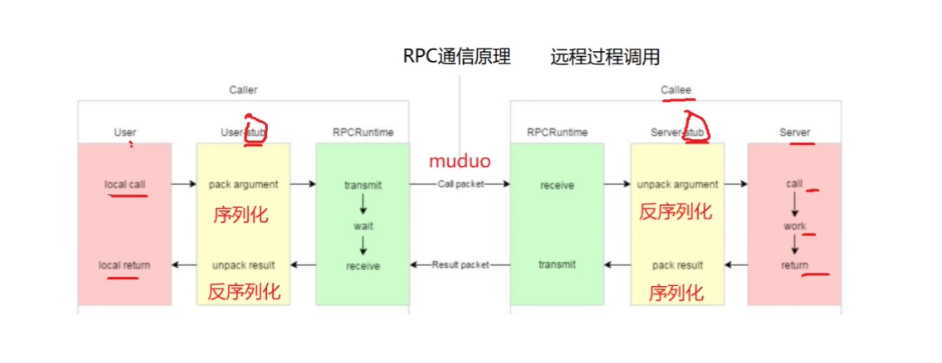 RPC通信原理 远程过程调用
Caller
Callee
User
User-stub
RPCRuntime
RPCRuntime
Server-stub
Server
muduo
local call
pack argument
transmit
Call packet
receive
unpack argument
call
序列化
反序列化
wait
work
local return
unpack result
receive
Result packet
transmit
pack result
return
反序列化
序列化